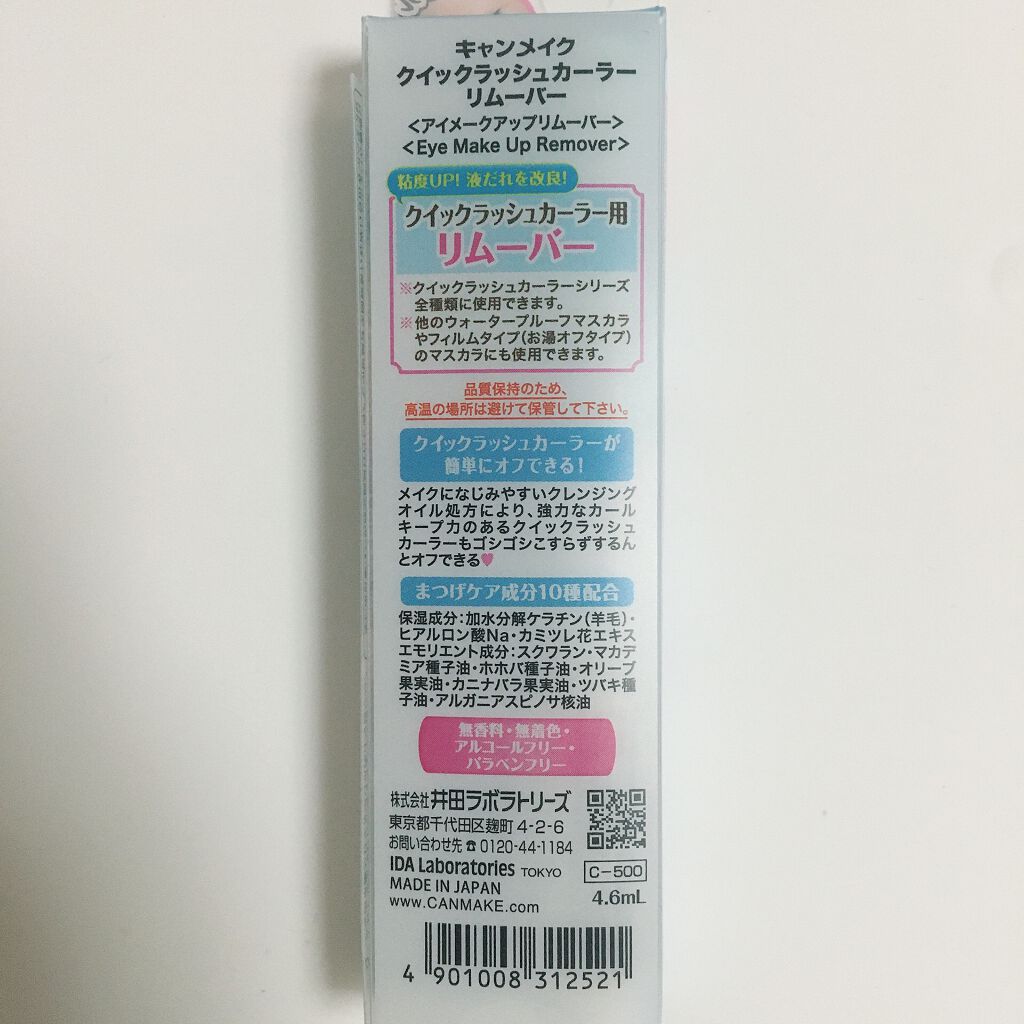 キャンメイク
クイックラッシュカーラー
リムーバー
<アイメークアップリムーバー>
<Eye Make Up Remover>
粘度UP! 液だれを改良!
クイックラッシュカーラー用
リムーバー
※クイックラッシュカーラーシリーズ
全種類に使用できます。
※他のウォータープルーフマスカラ
やフィルムタイプ(お湯オフタイプ)
のマスカラにも使用できます。
品質保持のため、
高温の場所は避けて保管して下さい。
クイックラッシュカーラーが
簡単にオフできる!
メイクになじみやすいクレンジング
オイル処方により、強力なカール
キープ力のあるクイックラッシュ
カーラーもゴシゴシこすらずするん
とオフできる♥
まつげケア成分10種配合
保湿成分:加水分解ケラチン(羊毛)・
ヒアルロン酸Na・カミツレ花エキス
エモリエント成分:スクワラン・マカデ
ミア種子油・ホホバ種子油・オリーブ
果実油・カニナバラ果実油・ツバキ種
子油・アルガニアスピノサ核油
無香料・無着色・
アルコールフリー・
パラベンフリー
株式会社 井田ラボラトリーズ
東京都千代田区麹町4-2-6
お問い合わせ先☎0120-44-1184
IDA Laboratories TOKYO
C-500
MADE IN JAPAN
4.6mL
www.CANMAKE.com
4 901008 312521